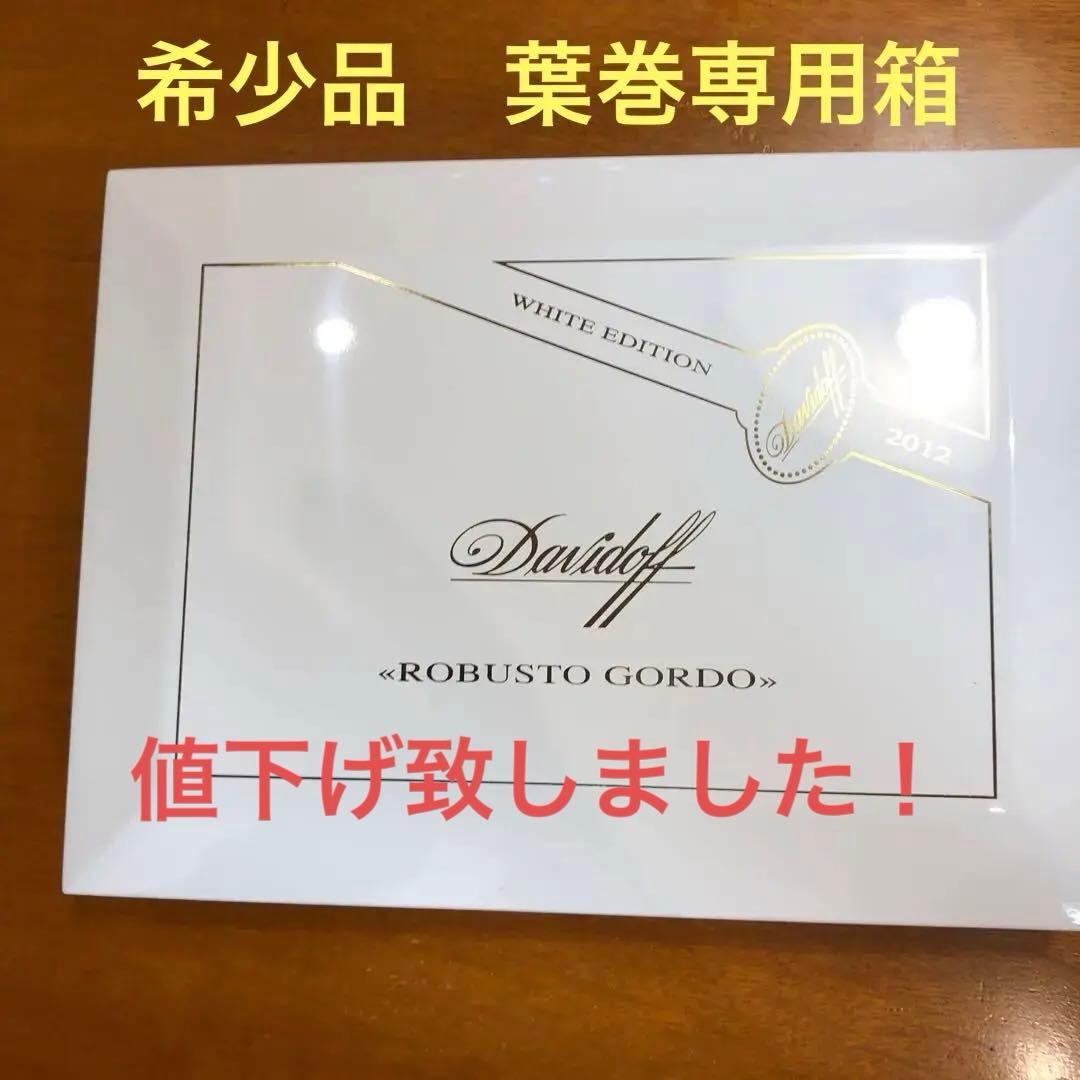 希少品　葉巻専用箱
WHITE EDITION
Davidoff
2012
Davidoff
«ROBUSTO GORDO»
値下げ致しました！